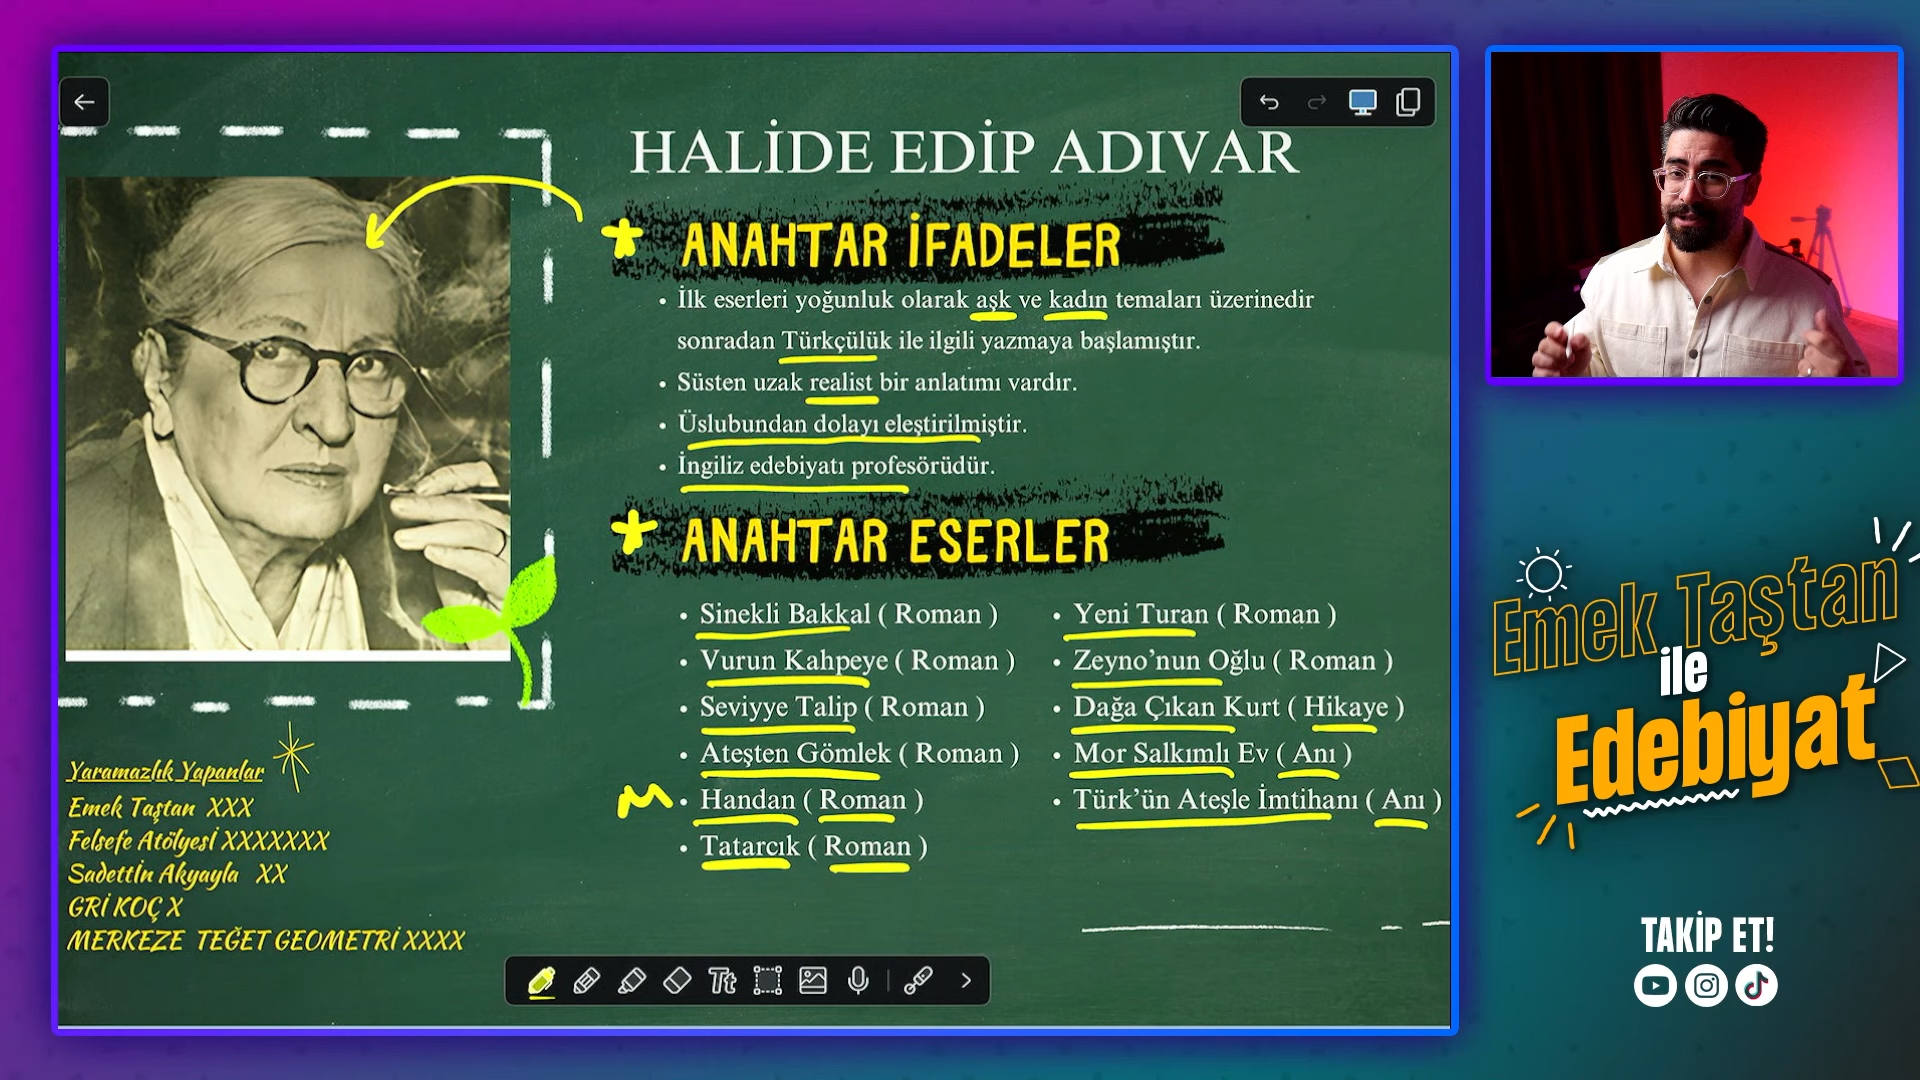 HALİDE EDİP ADIVAR
ANAHTAR İFADELER
• İlk eserleri yoğunluk olarak aşk ve kadın temaları üzerinedir
sonradan Türkçülük ile ilgili yazmaya başlamıştır.
• Süsten uzak realist bir anlatımı vardır.
• Üslubundan dolayı eleştirilmiştir.
• İngiliz edebiyatı profesörüdür.
ANAHTAR ESERLER
• Sinekli Bakkal ( Roman )
• Vurun Kahpeye ( Roman )
• Seviyye Talip ( Roman )
• Ateşten Gömlek ( Roman )
• Handan ( Roman )
• Tatarcık ( Roman )
• Yeni Turan ( Roman )
• Zeyno’nun Oğlu ( Roman )
• Dağa Çıkan Kurt ( Hikaye )
• Mor Salkımlı Ev ( Anı )
• Türk’ün Ateşle İmtihanı ( Anı )
Yaramazlık Yapanlar
Emek Taştan XXX
Felsefe Atölyesİ XXXXXXX
Sadettİn Akyayla XX
GRİ KOÇ X
MERKEZE TEĞET GEOMETRİ XXXX
Tt
Emek Taştan
ile
Edebiyat
TAKİP ET!